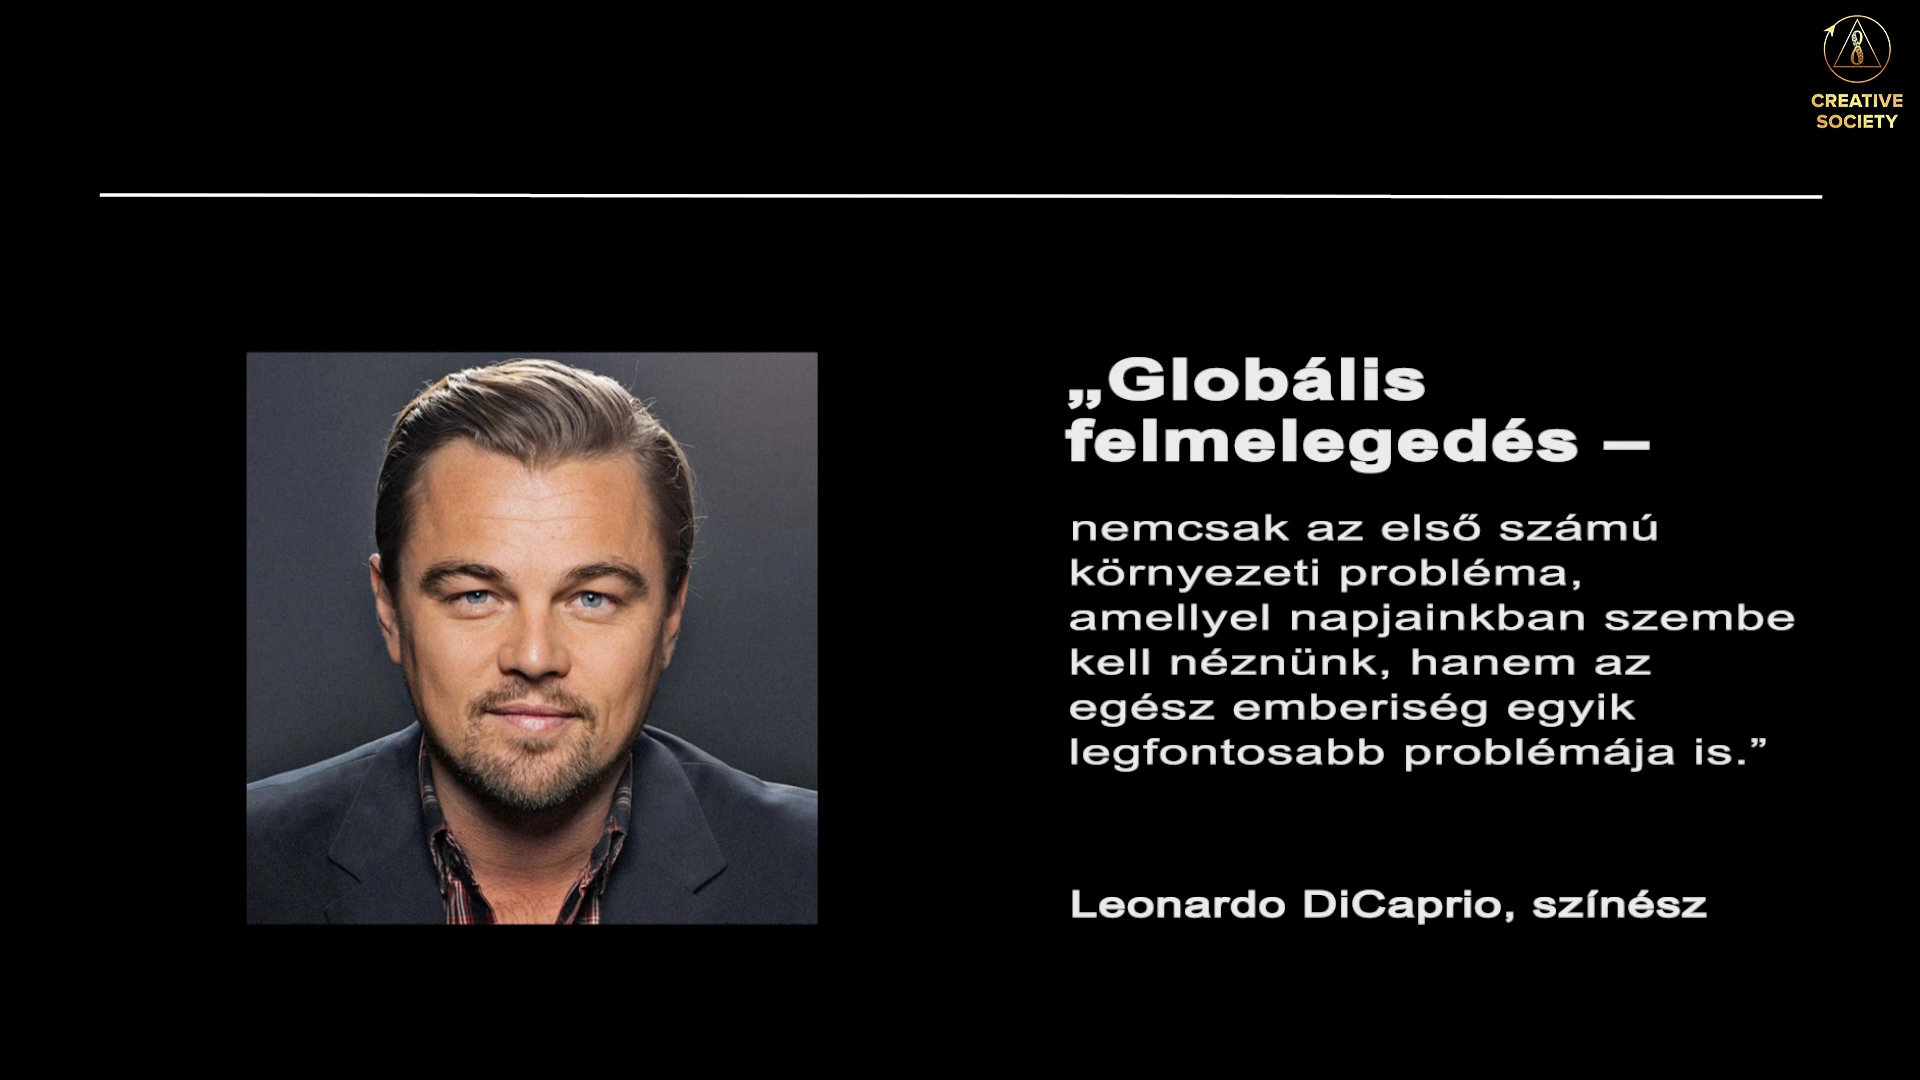 CREATIVE
SOCIETY
„Globális
felmelegedés –
nemcsak az első számú
környezeti probléma,
amellyel napjainkban szembe
kell néznünk, hanem az
egész emberiség egyik
legfontosabb problémája is.”
Leonardo DiCaprio, színész